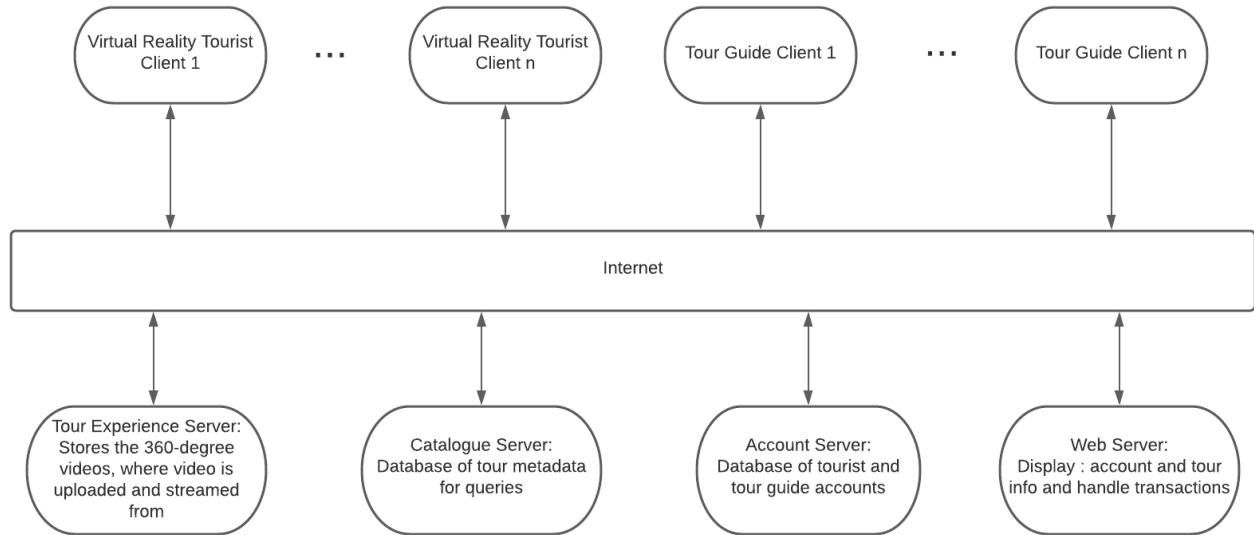 Virtual Reality Tourist
Client 1
...
Virtual Reality Tourist
Client n
Tour Guide Client 1
...
Tour Guide Client n
Internet
Tour Experience Server:
Stores the 360-degree
videos, where video is
uploaded and streamed
from
Catalogue Server:
Database of tour metadata
for queries
Account Server:
Database of tourist and
tour guide accounts
Web Server:
Display : account and tour
info and handle transactions